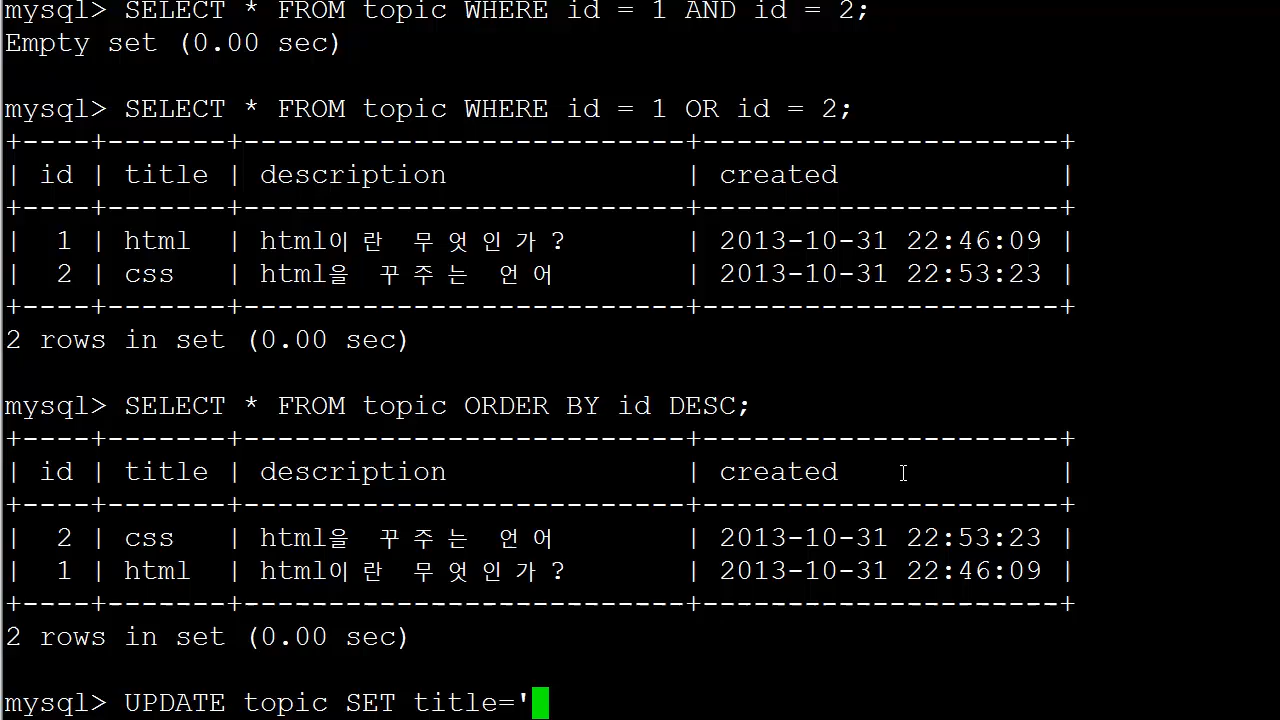 mysql> SELECT * FROM topic WHERE id = 1 AND id = 2;
Empty set (0.00 sec)
mysql> SELECT * FROM topic WHERE id = 1 OR id = 2;
+----+-------+--------------------------+---------------------+
| id | title | description | created |
+----+-------+--------------------------+---------------------+
| 1 | html | html이란 무엇인가? | 2013-10-31 22:46:09 |
| 2 | css | html을 꾸주는 언어 | 2013-10-31 22:53:23 |
+----+-------+--------------------------+---------------------+
2 rows in set (0.00 sec)
mysql> SELECT * FROM topic ORDER BY id DESC;
+----+-------+--------------------------+---------------------+
| id | title | description | created |
+----+-------+--------------------------+---------------------+
| 2 | css | html을 꾸주는 언어 | 2013-10-31 22:53:23 |
| 1 | html | html이란 무엇인가? | 2013-10-31 22:46:09 |
+----+-------+--------------------------+---------------------+
2 rows in set (0.00 sec)
mysql> UPDATE topic SET title='